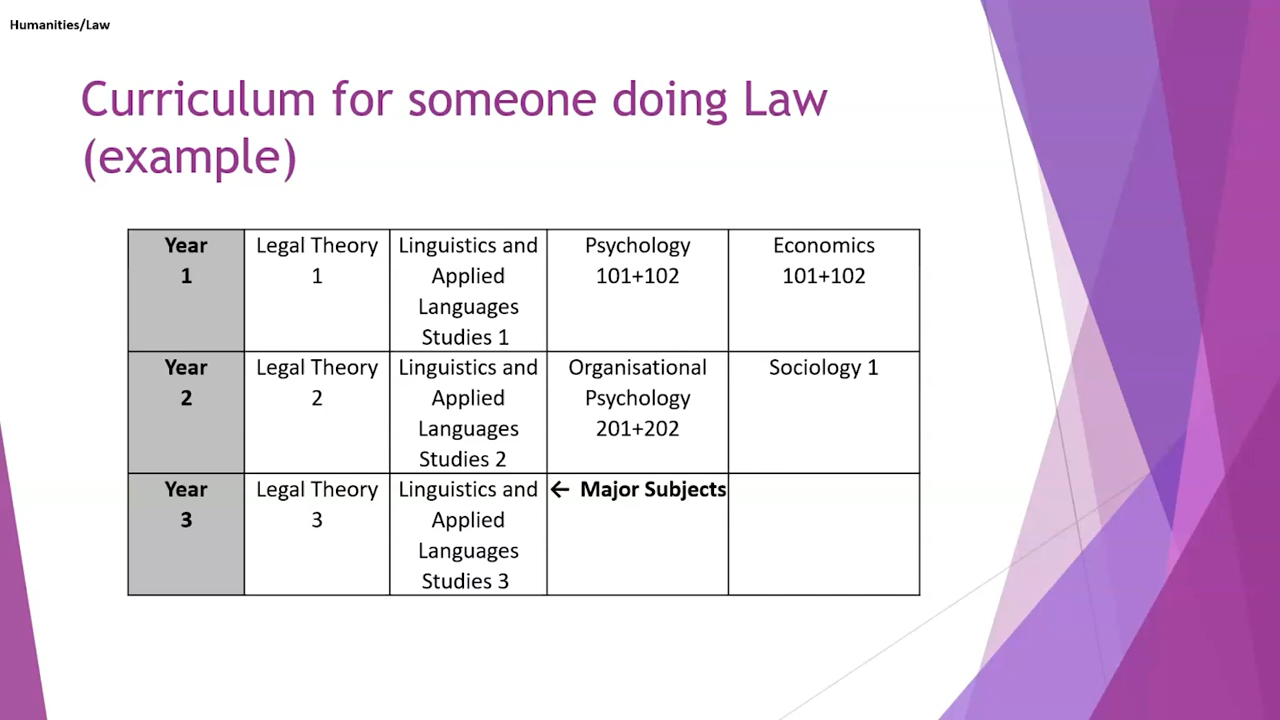 Humanities/Law
Curriculum for someone doing Law
(example)
Year
1
Legal Theory
1
Linguistics and
Applied
Languages
Studies 1
Psychology
101+102
Economics
101+102
Year
2
Legal Theory
2
Linguistics and
Applied
Languages
Studies 2
Organisational
Psychology
201+202
Sociology 1
Year
3
Legal Theory
3
Linguistics and
Applied
Languages
Studies 3
← Major Subjects